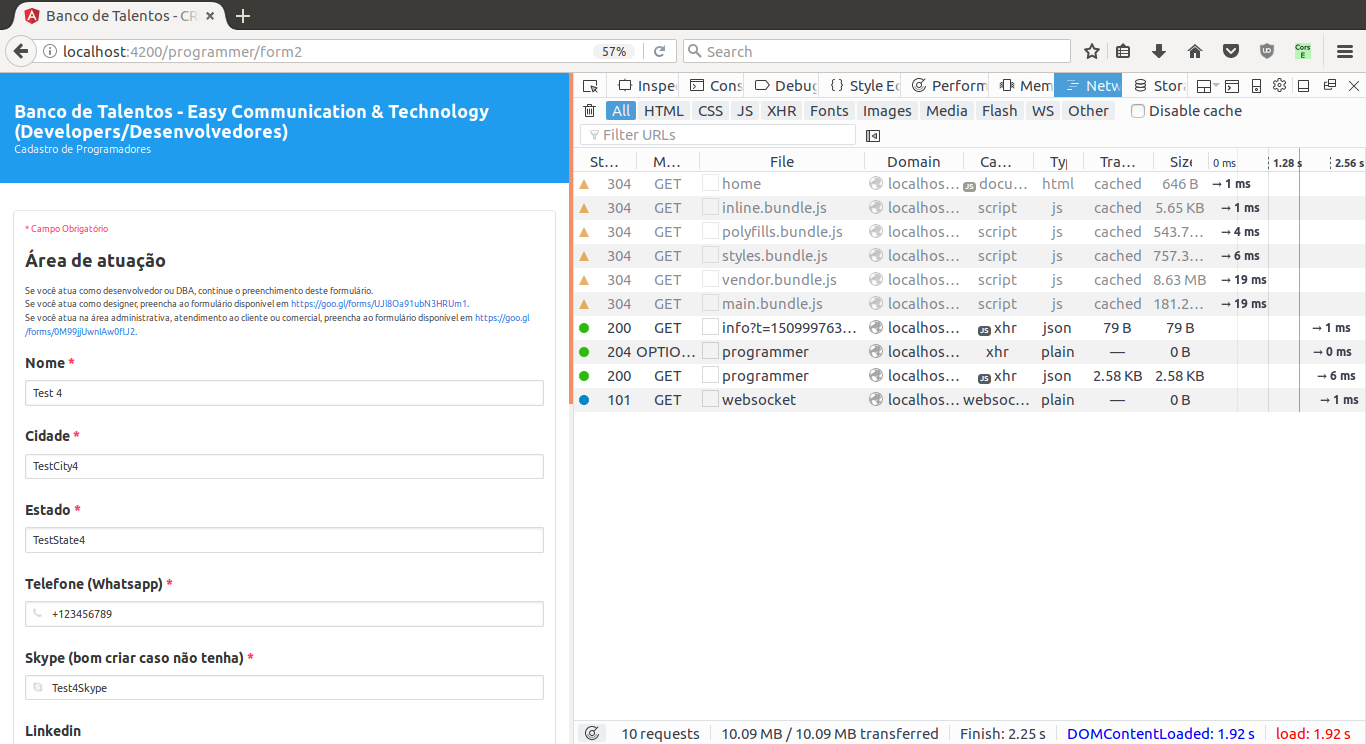 Banco de Talentos - CR
localhost:4200/programmer/form2
57%
Search
Cors
E
Banco de Talentos - Easy Communication & Technology
(Developers/Desenvolvedores)
Cadastro de Programadores
* Campo Obrigatório
Área de atuação
Se você atua como desenvolvedor ou DBA, continue o preenchimento deste formulário.
Se você atua como designer, preencha ao formulário disponivel em https://goo.gl/forms/UJl8Oa91ubN3HRUm1.
Se você atua na área administrativa, atendimento ao cliente ou comercial, preencha ao formulário disponivel em https://goo.gl
/forms/0M99jjUwnlAw0fLJ2.
Nome *
Test 4
Cidade *
TestCity4
Estado *
TestState4
Telefone (Whatsapp) *
+123456789
Skype (bom criar caso não tenha) *
Test4Skype
Linkedin
Inspe Cons Debug { } Style E Perform Mem Netw Stor
All HTML CSS JS XHR Fonts Images Media Flash WS Other Disable cache
Filter URLs
St... M... File Domain Ca... Typ Tra... Size 0 ms 1.28 s 2.56 s
304 GET home localhos... JS docu... html cached 646 B → 1 ms
304 GET inline.bundle.js localhos... script js cached 5.65 KB → 1 ms
304 GET polyfills.bundle.js localhos... script js cached 543.7... → 4 ms
304 GET styles.bundle.js localhos... script js cached 757.3... → 6 ms
304 GET vendor.bundle.js localhos... script js cached 8.63 MB → 19 ms
304 GET main.bundle.js localhos... script js cached 181.2... → 19 ms
200 GET info?t=150999763... localhos... JS xhr json 79 B 79 B → 1 ms
204 OPTIO... programmer localhos... xhr plain — 0 B → 0 ms
200 GET programmer localhos... JS xhr json 2.58 KB 2.58 KB → 6 ms
101 GET websocket localhos... websoc... plain — 0 B → 1 ms
10 requests 10.09 MB / 10.09 MB transferred Finish: 2.25 s DOMContentLoaded: 1.92 s load: 1.92 s